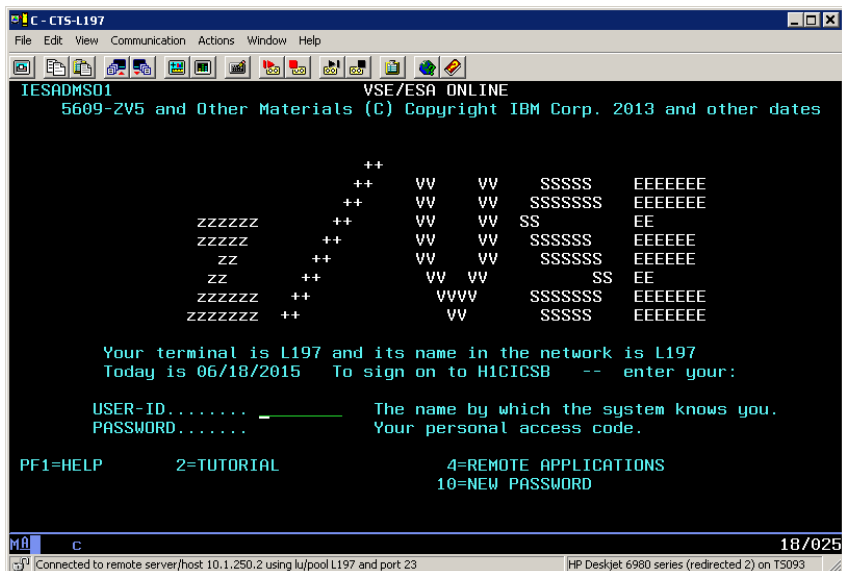 C - CTS-L197
File Edit View Communication Actions Window Help
IESADMSO1 VSE/ESA ONLINE
5609-ZV5 and Other Materials (C) Copyright IBM Corp. 2013 and other dates
++
++ VV VV SSSSS EEEEEEE
++ VV VV SSSSSSS EEEEEEE
zzzzzz ++ VV VV SS EE
zzzzz ++ VV VV SSSSSS EEEEEE
zz ++ VV VV SSSSSS EEEEEE
zz ++ VV VV SS EE
zzzzzz ++ VVVV SSSSSSS EEEEEEE
zzzzzzz ++ VV SSSSS EEEEEEE
Your terminal is L197 and its name in the network is L197
Today is 06/18/2015 To sign on to H1CICSB -- enter your:
USER-ID........ The name by which the system knows you.
PASSWORD....... Your personal access code.
PF1=HELP 2=TUTORIAL 4=REMOTE APPLICATIONS
10=NEW PASSWORD
MA c 18/025
Connected to remote server/host 10.1.250.2 using lu/pool L197 and port 23 HP Deskjet 6980 series (redirected 2) on TS093